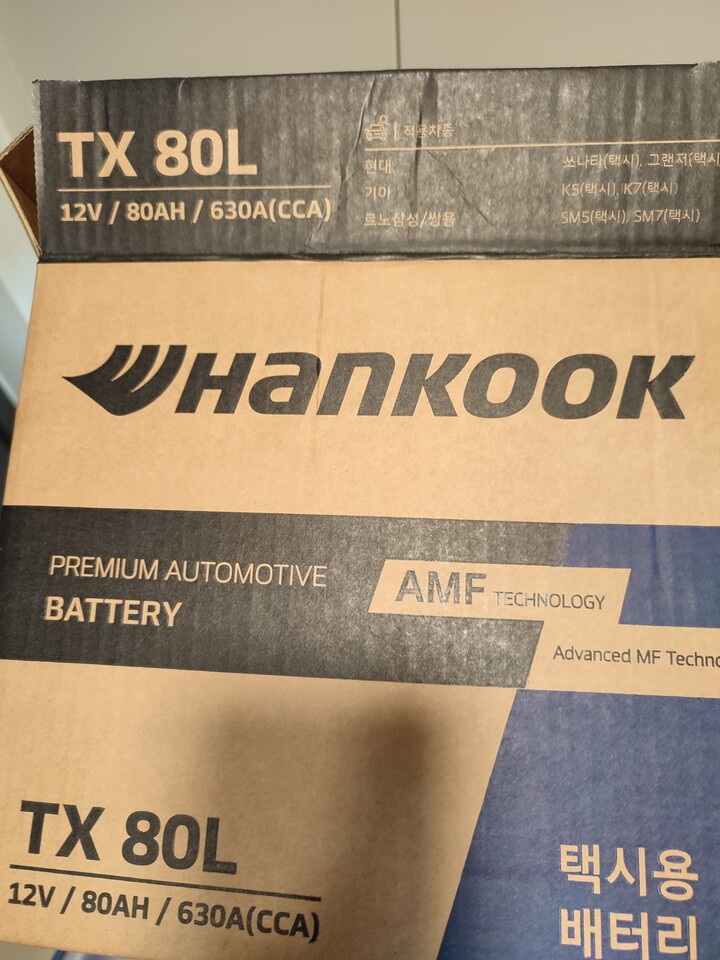 TX 80L
12V / 80AH / 630A(CCA)
적용차종
현대 쏘나타(택시), 그랜저(택시
기아 K5(택시), K7(택시)
르노삼성/쌍용 SM5(택시), SM7(택시)
HANKOOK
PREMIUM AUTOMOTIVE
BATTERY
AMF TECHNOLOGY
Advanced MF Techno
TX 80L
12V / 80AH / 630A(CCA)
택시용
배터리